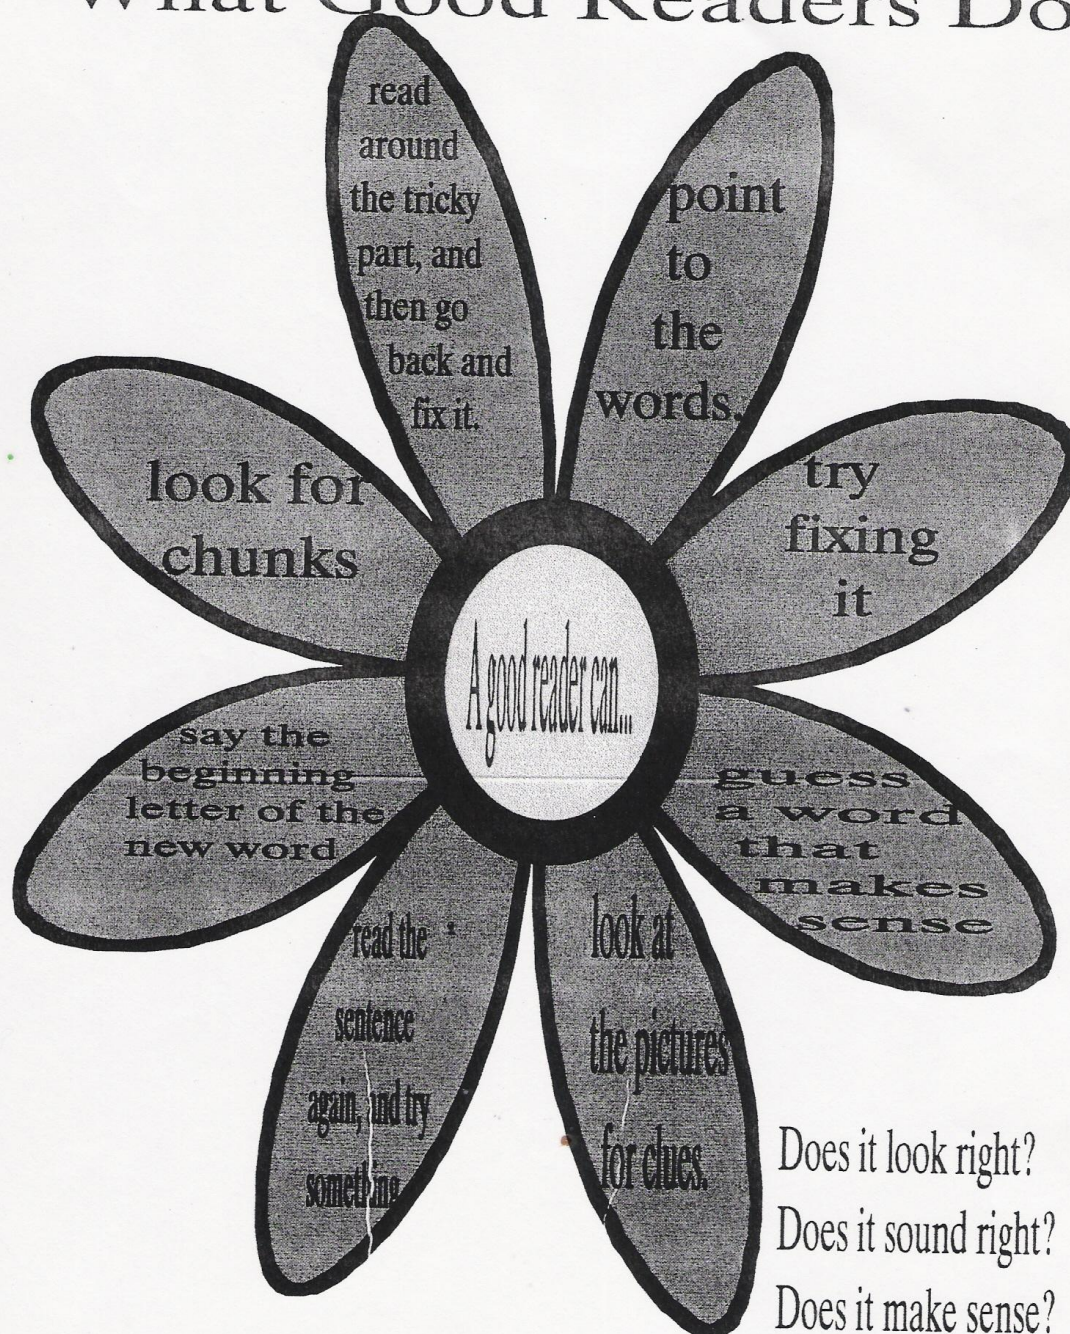 What Good Readers Do
read
around
the tricky
part, and
then go
back and
fix it.
point
to
the
words.
try
fixing
it
guess
a word
that
makes
sense
look at
the pictures
for clues.
read the
sentence
again, and try
something
say the
beginning
letter of the
new word
look for
chunks
A good reader can...
Does it look right?
Does it sound right?
Does it make sense?